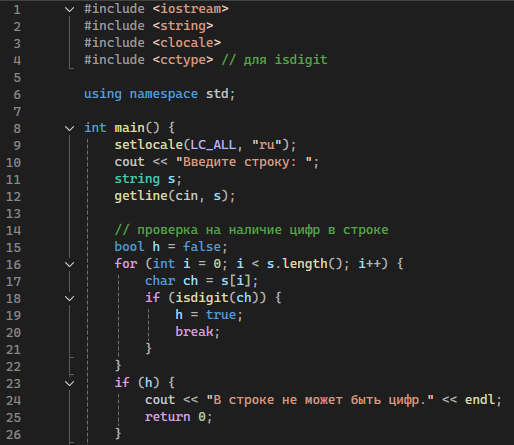 1 #include <iostream>
2 #include <string>
3 #include <clocale>
4 #include <cctype> // для isdigit
5
6 using namespace std;
7
8 int main() {
9 setlocale(LC_ALL, "ru");
10 cout << "Введите строку: ";
11 string s;
12 getline(cin, s);
13
14 // проверка на наличие цифр в строке
15 bool h = false;
16 for (int i = 0; i < s.length(); i++) {
17 char ch = s[i];
18 if (isdigit(ch)) {
19 h = true;
20 break;
21 }
22 }
23 if (h) {
24 cout << "В строке не может быть цифр." << endl;
25 return 0;
26 }